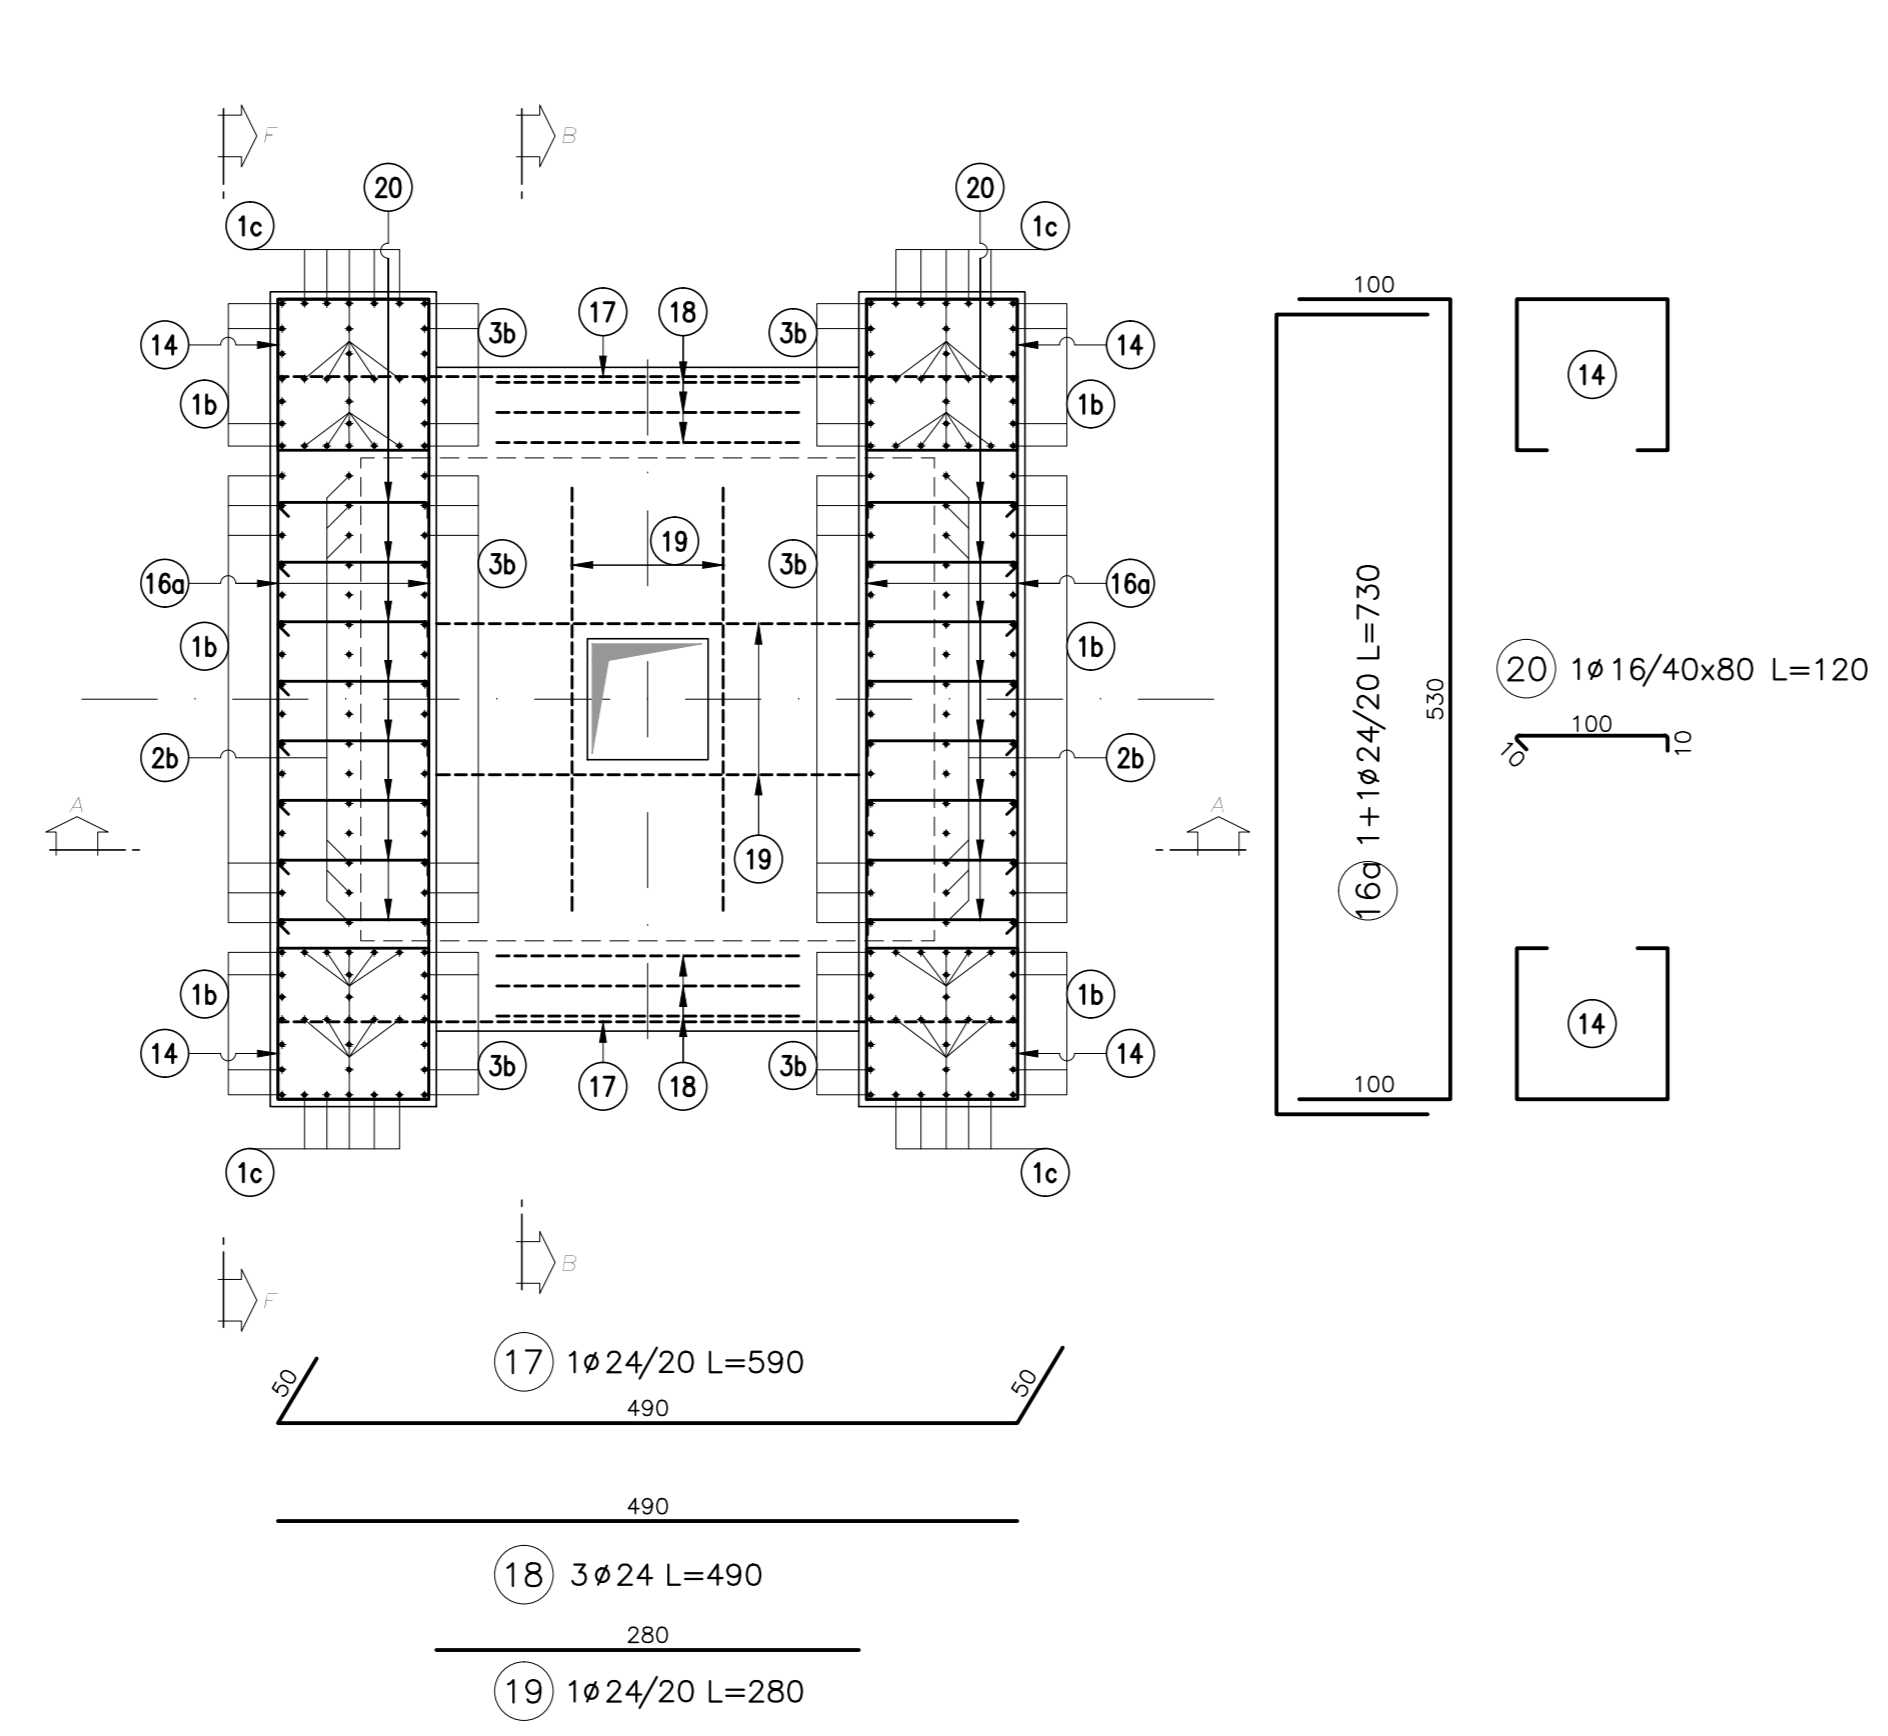 F
B
20
20
1c
1c
100
17
18
3b
3b
14
14
1b
1b
14
19
3b
3b
16a
16a
1b
1b
16a 1+1ø24/20 L=730
530
20 1ø16/40x80 L=120
100
10
10
2b
2b
A
A
19
1b
1b
14
14
14
3b
3b
17
18
100
1c
1c
B
F
17 1ø24/20 L=590
50
50
490
490
18 3ø24 L=490
280
19 1ø24/20 L=280